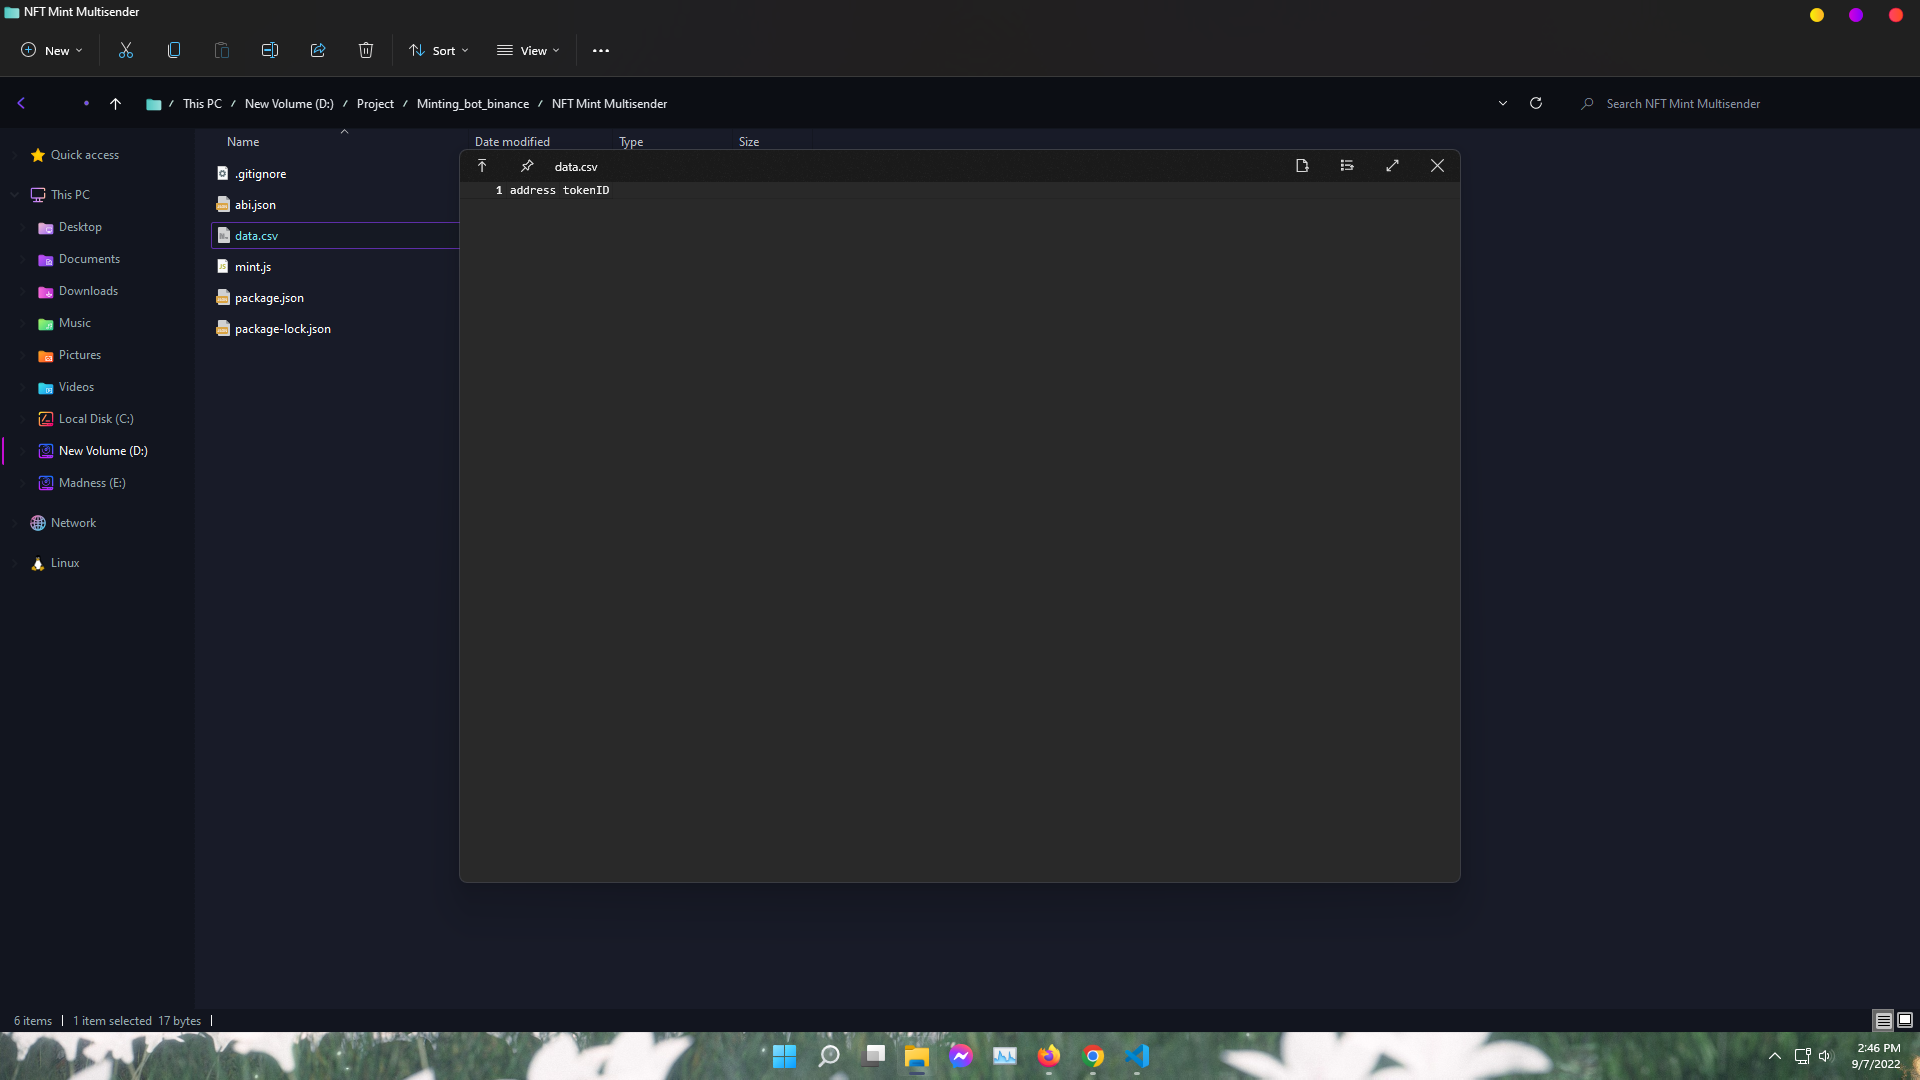 NFT Mint Multisender
New
Sort
View
This PC / New Volume (D:) / Project / Minting_bot_binance / NFT Mint Multisender
Search NFT Mint Multisender
Name
Date modified
Type
Size
Quick access
This PC
Desktop
Documents
Downloads
Music
Pictures
Videos
Local Disk (C:)
New Volume (D:)
Madness (E:)
Network
Linux
.gitignore
abi.json
data.csv
mint.js
package.json
package-lock.json
data.csv
1 address tokenID
6 items
1 item selected 17 bytes
2:46 PM
9/7/2022